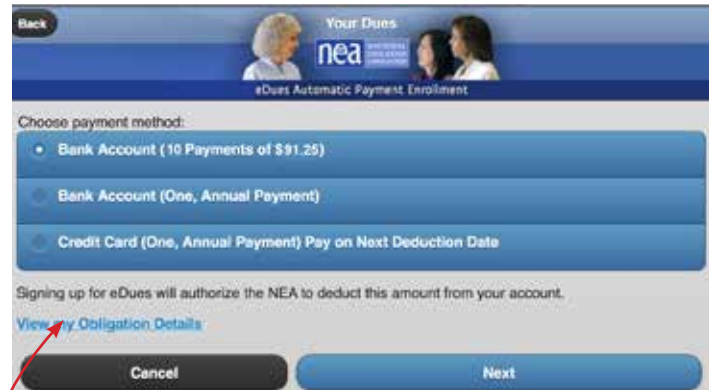 Back
Your Dues
nea
eDues Automatic Payment Enrollment
Choose payment method:
Bank Account (10 Payments of $91.25)
Bank Account (One, Annual Payment)
Credit Card (One, Annual Payment) Pay on Next Deduction Date
Signing up for eDues will authorize the NEA to deduct this amount from your account.
View my Obligation Details
Cancel
Next